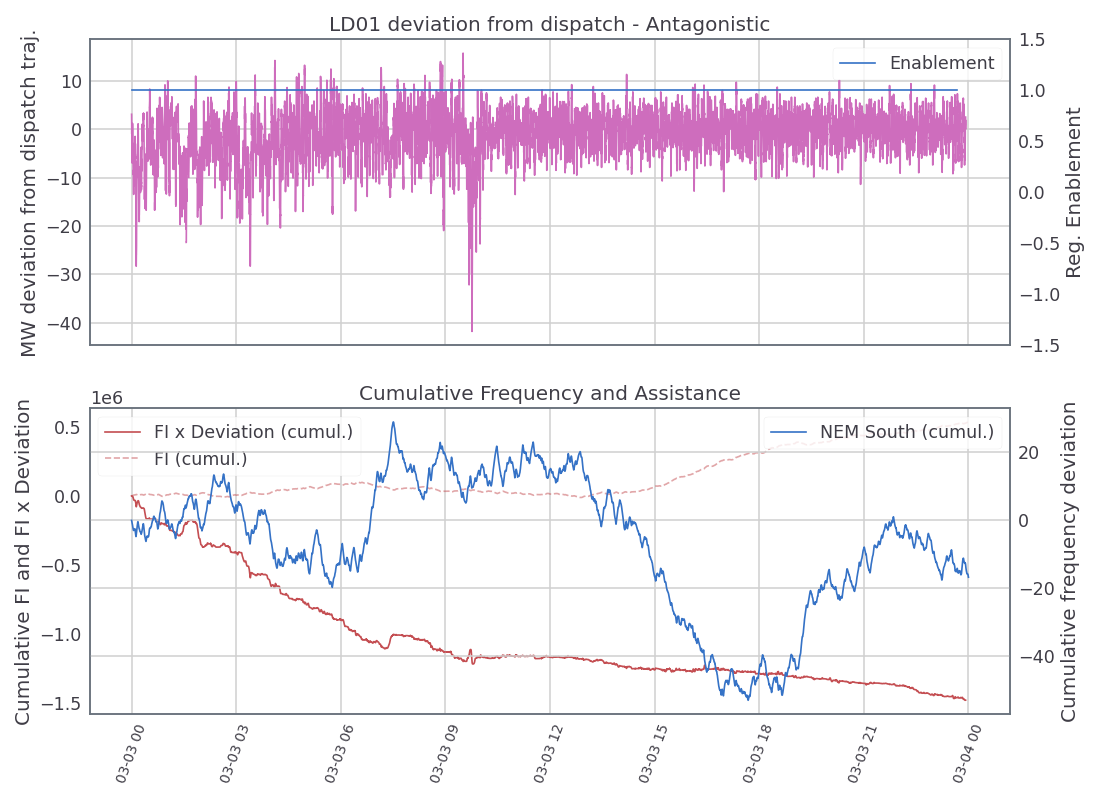 LD01 deviation from dispatch - Antagonistic
MW deviation from dispatch traj.
10
0
−10
−20
−30
−40
Enablement
1.5
1.0
0.5
0.0
−0.5
−1.0
−1.5
Reg. Enablement
Cumulative Frequency and Assistance
1e6
Cumulative FI and FI x Deviation
0.5
0.0
−0.5
−1.0
−1.5
FI x Deviation (cumul.)
FI (cumul.)
NEM South (cumul.)
20
0
−20
−40
Cumulative frequency deviation
03-03 00
03-03 03
03-03 06
03-03 09
03-03 12
03-03 15
03-03 18
03-03 21
03-04 00